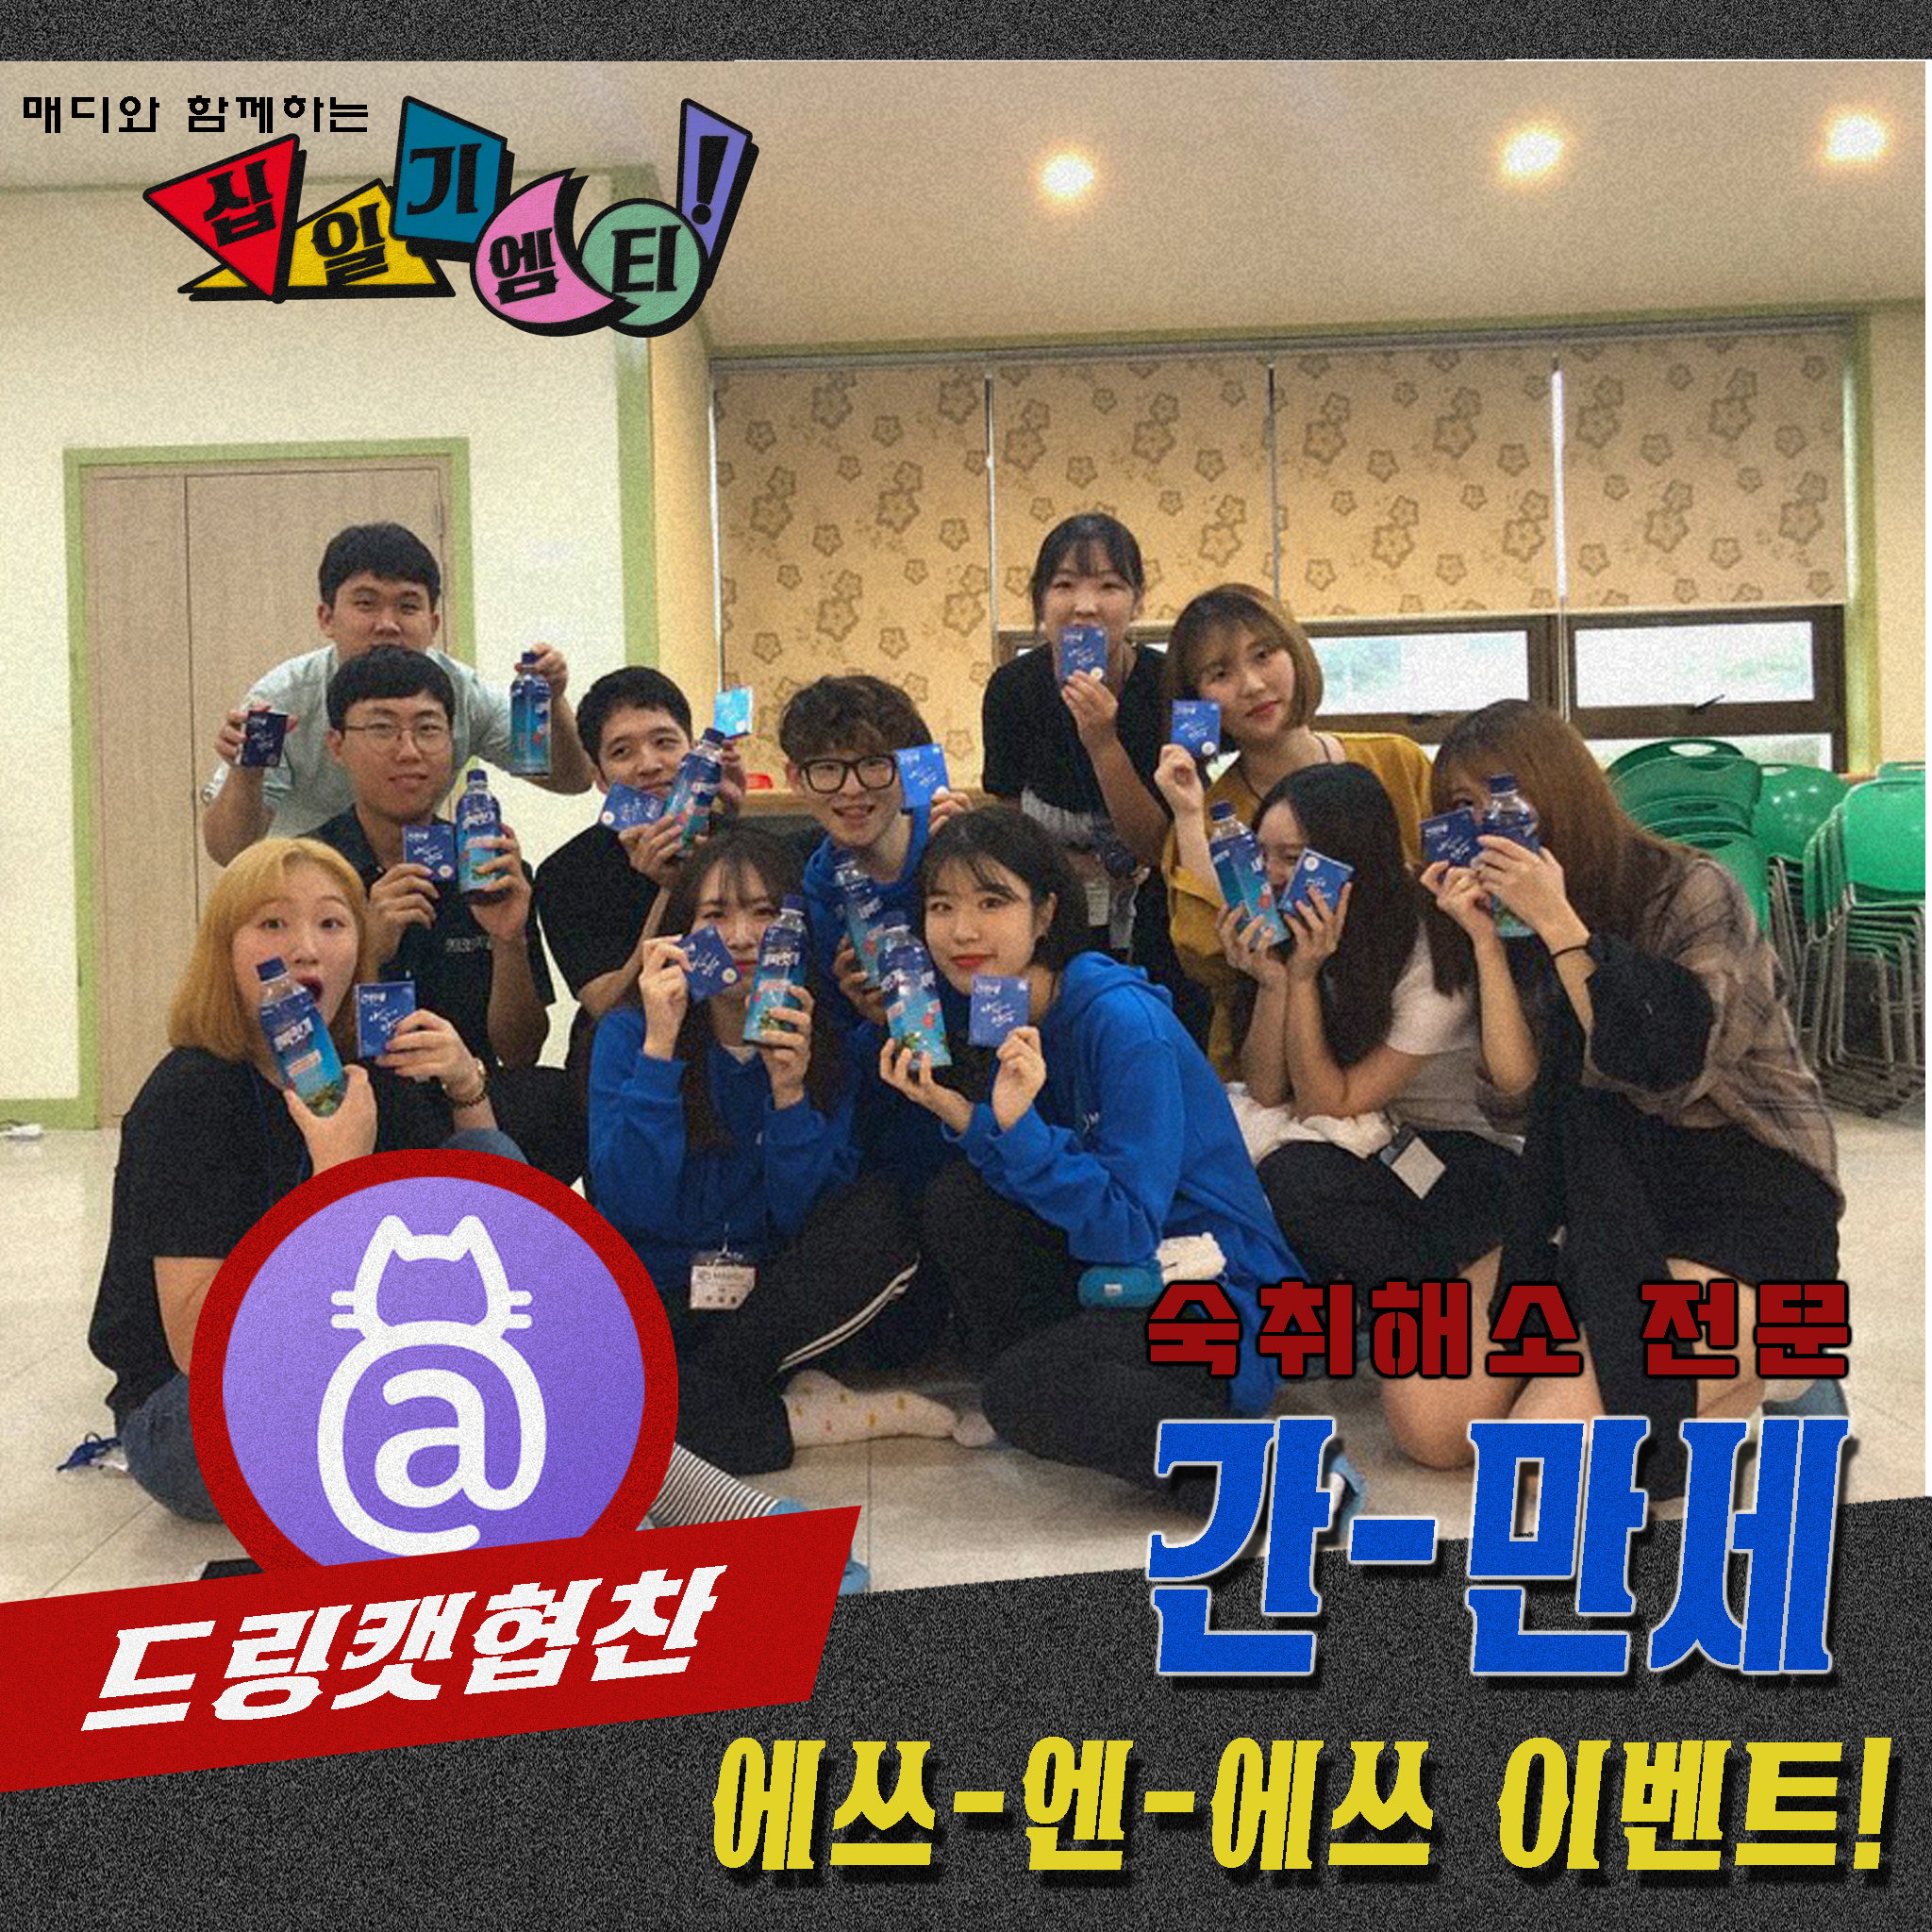 매디와 함께하는
십일기엠티!
숙취해소 전문
간-만세
@
드링캣협찬
에쓰-엔-에쓰 이벤트!